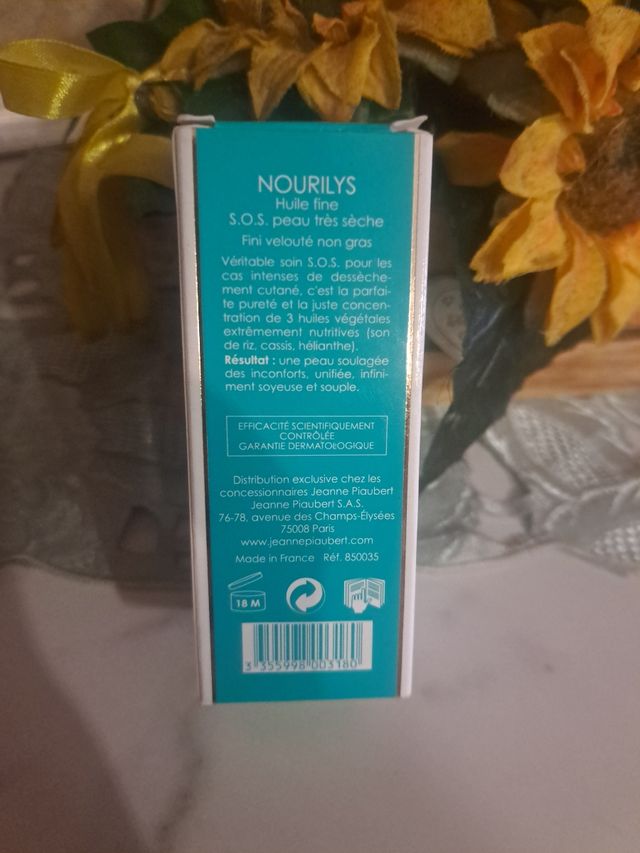 NOURILYS
Huile fine
S.O.S. peau très sèche
Fini velouté non gras
Véritable soin S.O.S. pour les
cas intenses de dessèche-
ment cutané, c'est la parfai-
te pureté et la juste concen-
tration de 3 huiles végétales
extrêmement nutritives (son
de riz, cassis, hélianthe).
Résultat : une peau soulagée
des inconforts, unifiée, infini-
ment soyeuse et souple.
EFFICACITÉ SCIENTIFIQUEMENT
CONTRÔLÉE
GARANTIE DERMATOLOGIQUE
Distribution exclusive chez les
concessionnaires Jeanne Piaubert
Jeanne Piaubert S.A.S.
76-78, avenue des Champs-Élysées
75008 Paris
www.jeannepiaubert.com
Made in France Réf. 850035
18 M
3 355998 003180